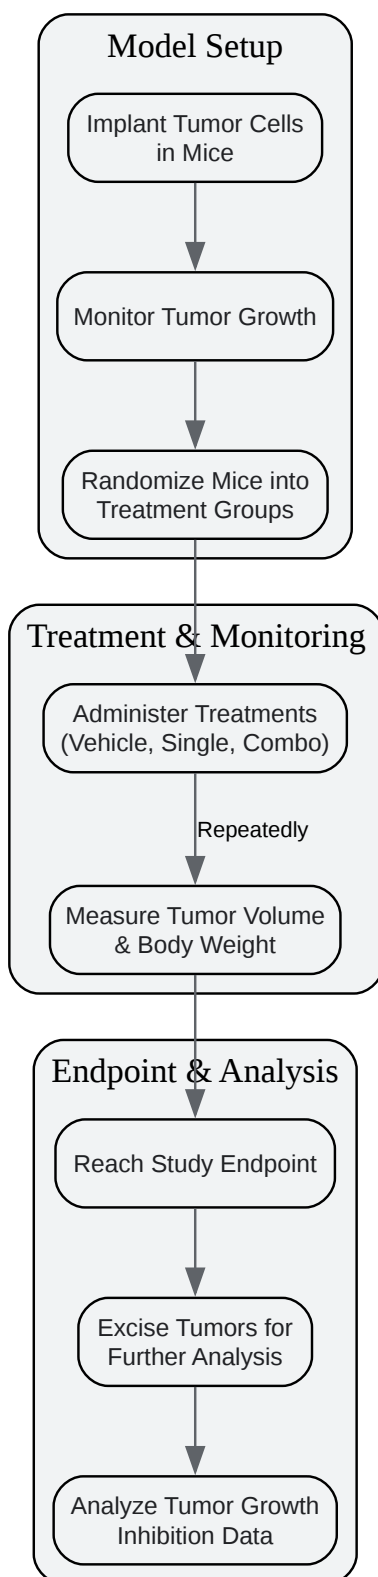 Model Setup
Implant Tumor Cells
in Mice
Monitor Tumor Growth
Randomize Mice into
Treatment Groups
Treatment & Monitoring
Administer Treatments
(Vehicle, Single, Combo)
Repeatedly
Measure Tumor Volume
& Body Weight
Endpoint & Analysis
Reach Study Endpoint
Excise Tumors for
Further Analysis
Analyze Tumor Growth
Inhibition Data